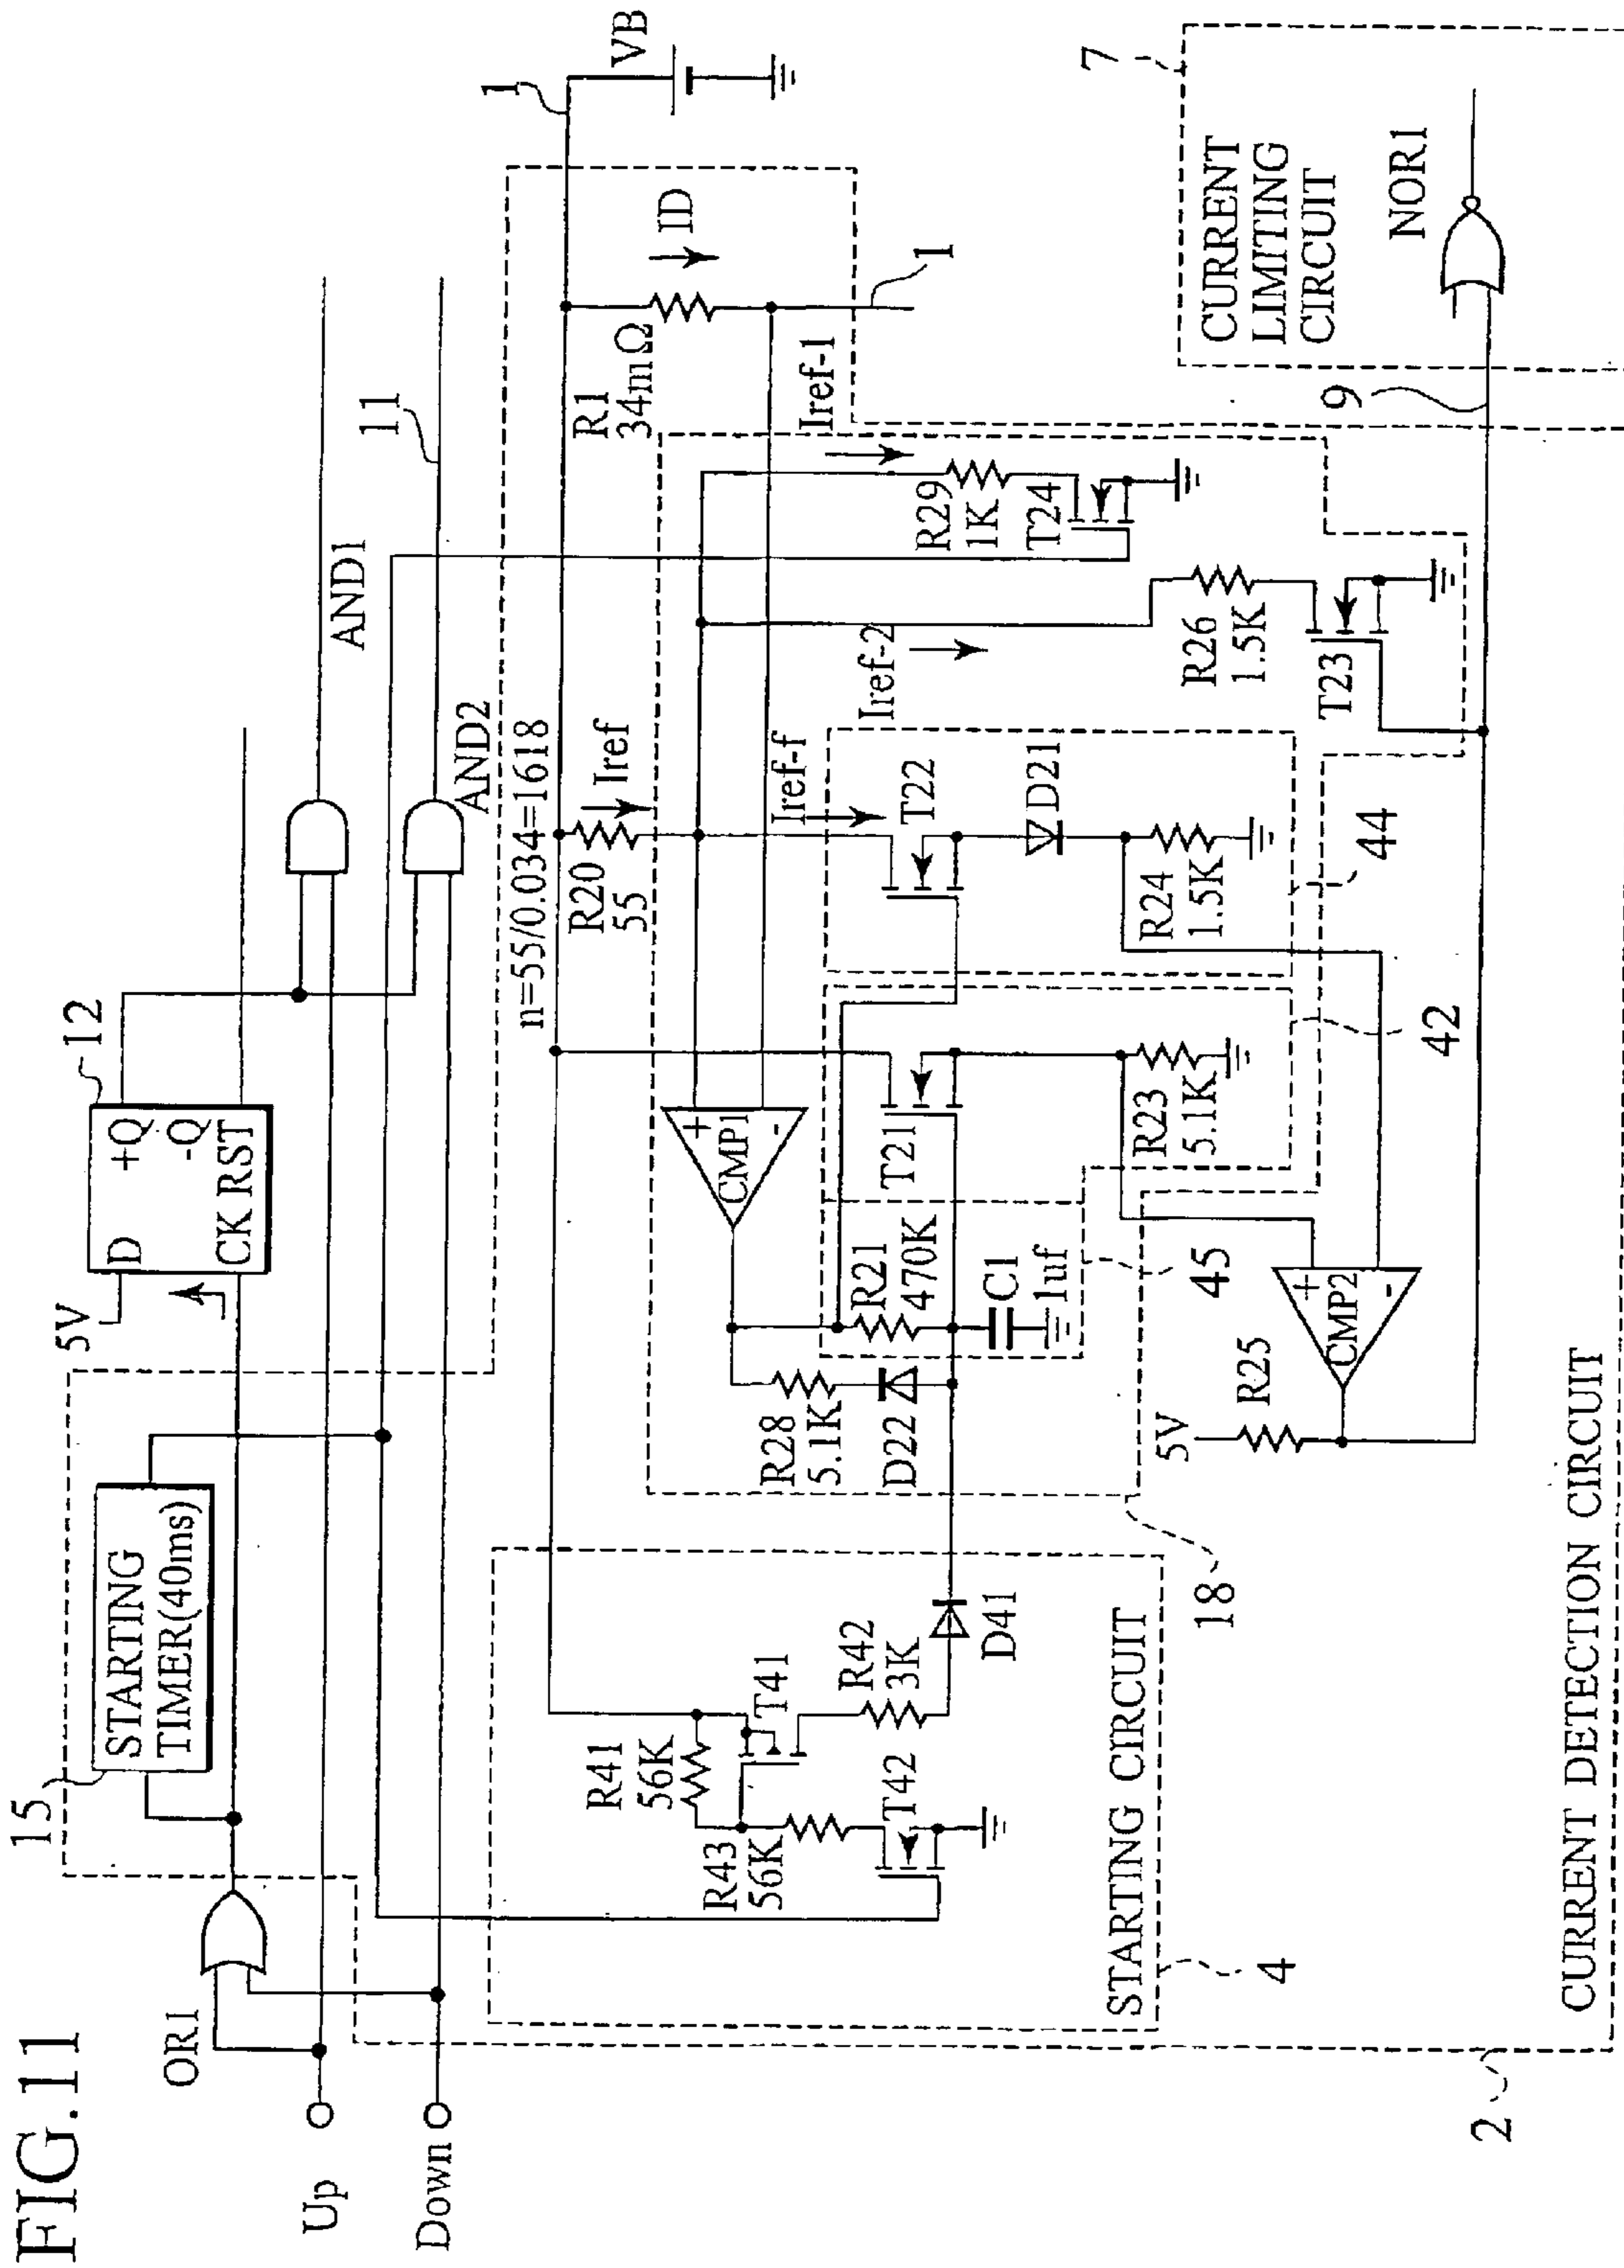 FIG.11
Up
Down
OR1
15
STARTING
TIMER(40ms)
5V
D
+Q
-Q
CK RST
12
AND1
AND2
11
n=55/0.034=1618
1
VB
R1
34mΩ
ID
1
R20
55
Iref
Iref-f
Iref-1
Iref-2
+
CMP1
-
R41
56K
T41
R43
56K
T42
R42
3K
D41
STARTING CIRCUIT
4
R28
5.1K
D22
R21
470K
C1
1uf
T21
R23
5.1K
T22
D21
R24
1.5K
R29
1K
T24
R26
1.5K
T23
18
45
42
44
5V
R25
+
CMP2
-
9
CURRENT
LIMITING
CIRCUIT
7
NOR1
CURRENT DETECTION CIRCUIT
2